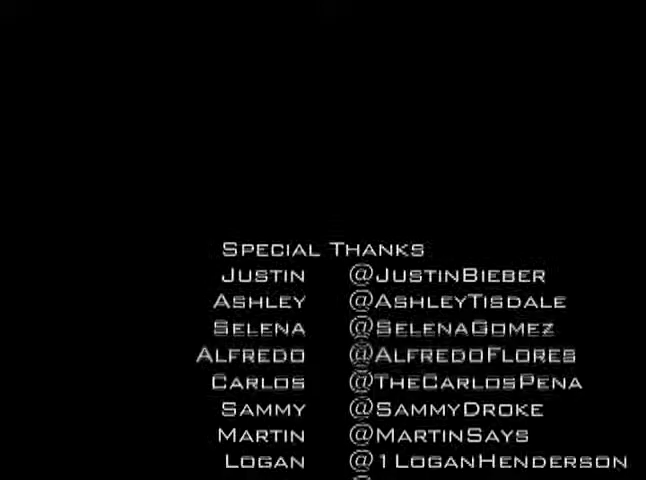 Special Thanks
Justin @JustinBieber
Ashley @AshleyTisdale
Selena @SelenaGomez
Alfredo @AlfredoFlores
Carlos @TheCarlosPena
Sammy @SammyDroke
Martin @MartinSays
Logan @1LoganHenderson